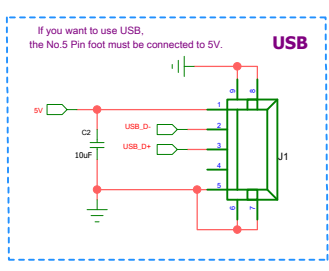 If you want to use USB,
the No.5 Pin foot must be connected to 5V.
USB
9
8
5V
1
C2
USB_D-
2
10uF
USB_D+
3
J1
4
5
6
7